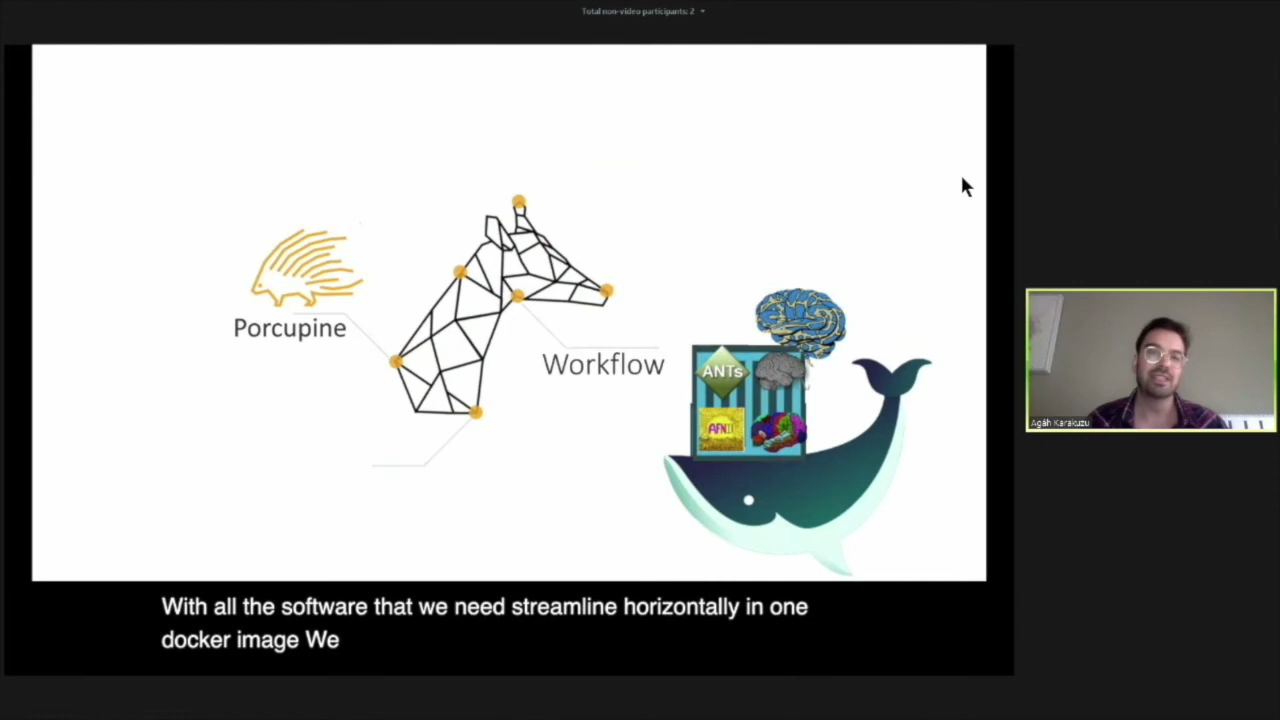 Total non-video participants: 2
Porcupine
Workflow
ANTs
AFNI
Agâh Karakuzu
With all the software that we need streamline horizontally in one
docker image We